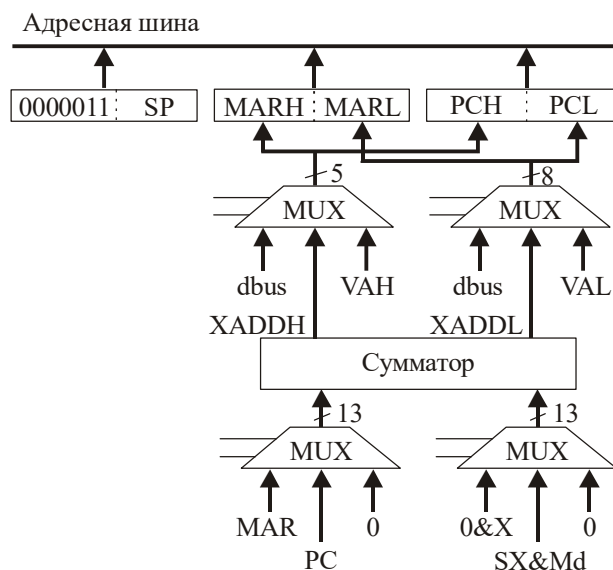 Адресная шина
0000011 SP MARH MARL PCH PCL
5 8
MUX MUX
dbus VAH dbus VAL
XADDH XADDL
Сумматор
13 13
MUX MUX
MAR 0 0&X 0
PC SX&Md